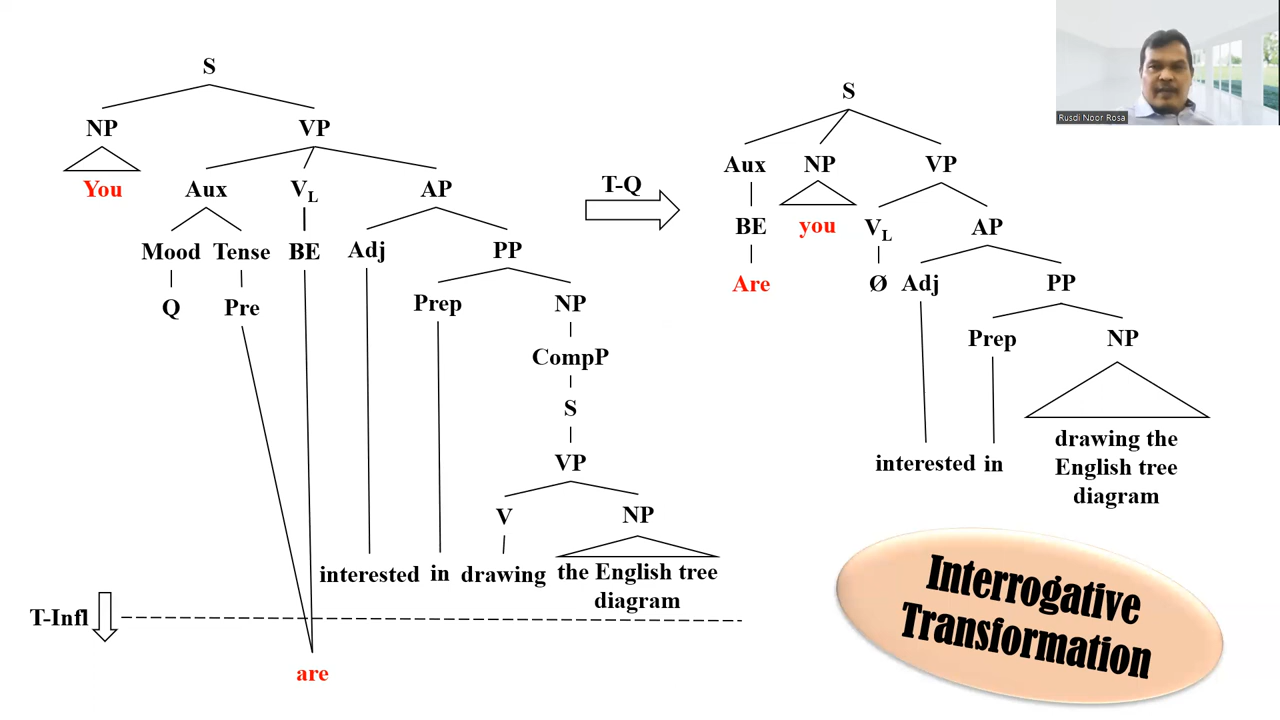 S
NP VP
You Aux VL AP
Mood Tense BE Adj PP
Q Pre Prep NP
CompP
S
VP
V NP
interested in drawing the English tree
diagram
T-Infl
are
T-Q
S
Aux NP VP
BE you VL AP
Are Ø Adj PP
Prep NP
interested in drawing the
English tree
diagram
Interrogative
Transformation
Rusdi Noor Rosa